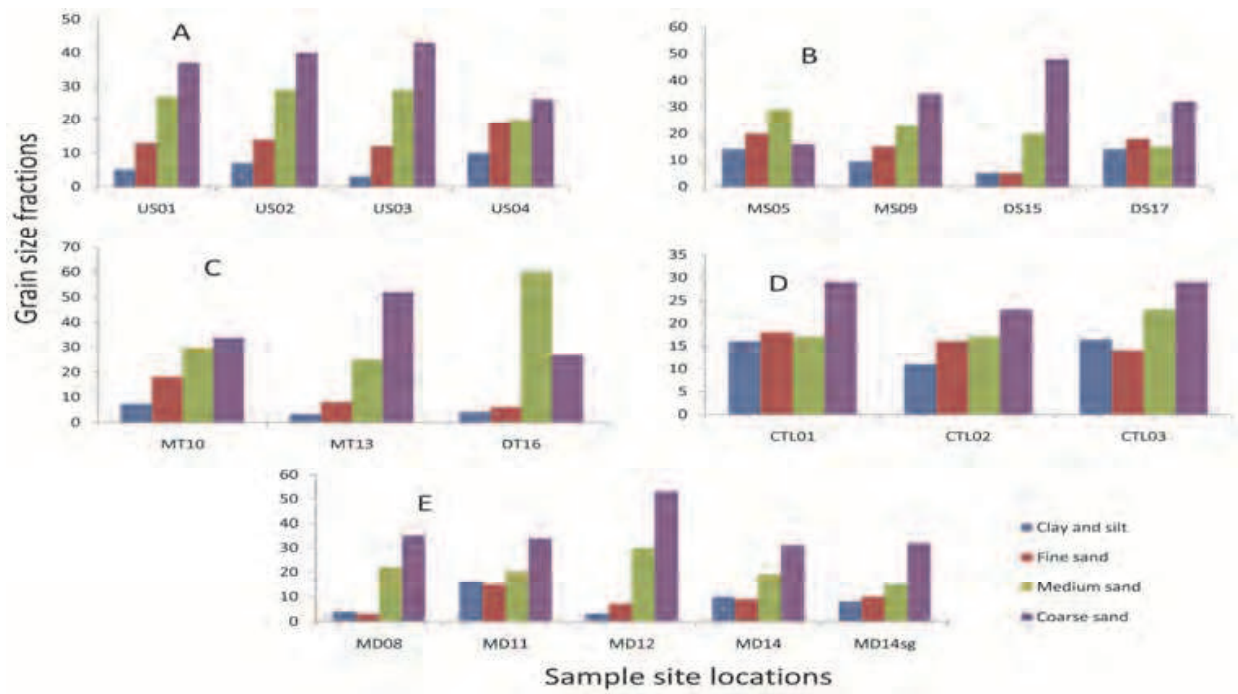 Grain size fractions
A
50
40
30
20
10
0
US01 US02 US03 US04
B
60
50
40
30
20
10
0
MS05 MS09 DS15 DS17
C
70
60
50
40
30
20
10
0
MT10 MT13 DT16
D
35
30
25
20
15
10
5
0
CTL01 CTL02 CTL03
E
60
50
40
30
20
10
0
MD08 MD11 MD12 MD14 MD14sg
Clay and silt
Fine sand
Medium sand
Coarse sand
Sample site locations